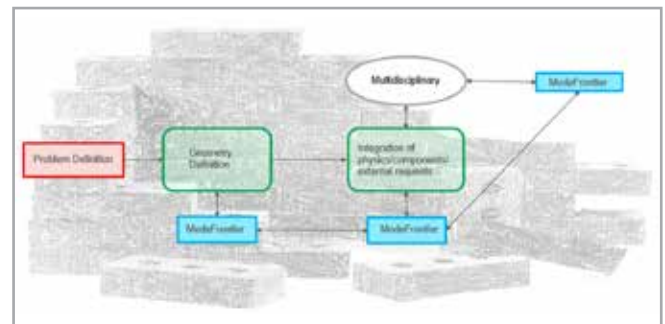 Multidisciplinary
ModeFrontier
Problem Definition
Geometry
Definition
Integration of
physics/components/
external requests
ModeFrontier
ModeFrontier